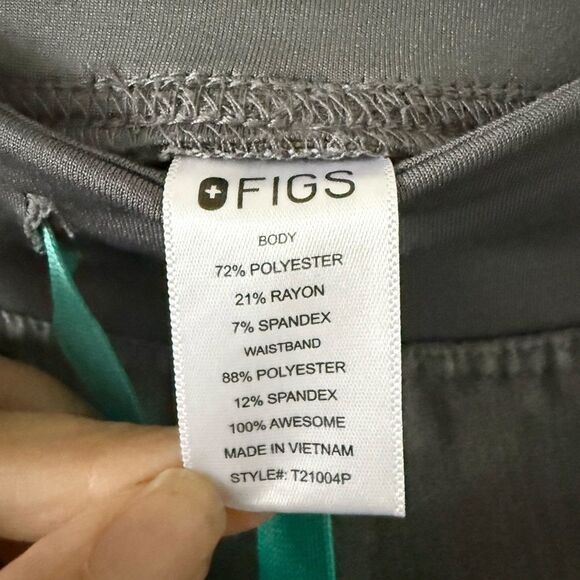 FIGS
BODY
72% POLYESTER
21% RAYON
7% SPANDEX
WAISTBAND
88% POLYESTER
12% SPANDEX
100% AWESOME
MADE IN VIETNAM
STYLE#: T21004P